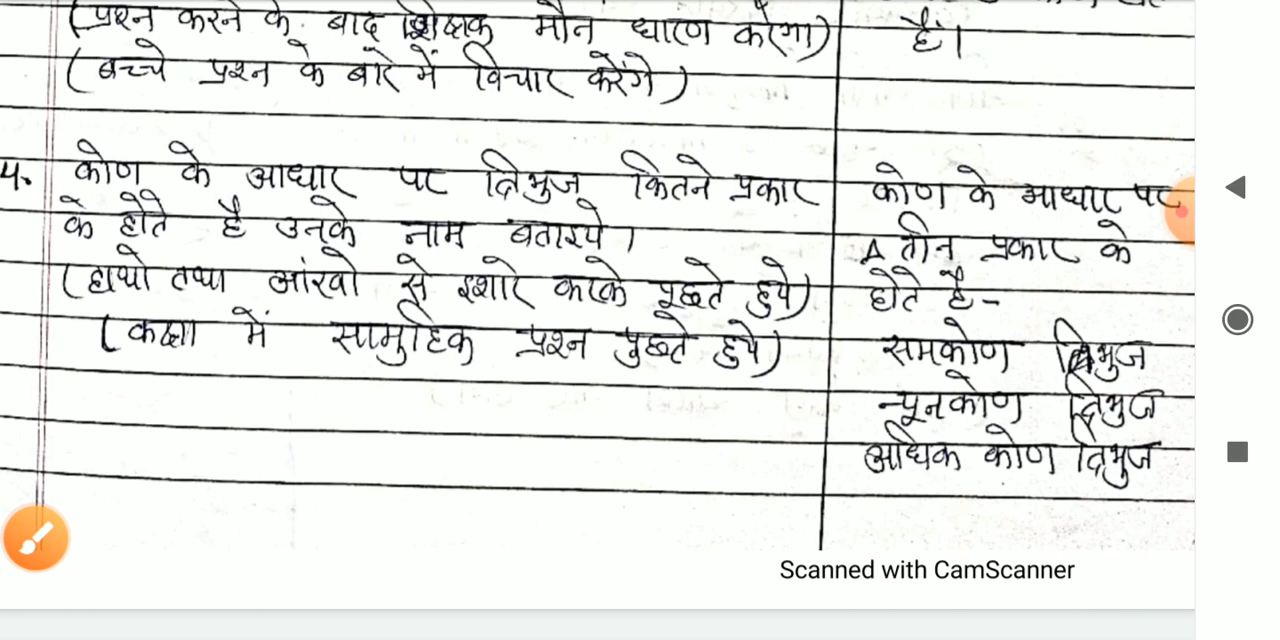 (प्रश्न करने के बाद शिक्षक मौन धारण करेगा)
(बच्चे प्रश्न के बारे में विचार करेंगे)
हैं।
4. कोण के आधार पर त्रिभुज कितने प्रकार
के होते है उनके नाम बताइये।
(हाथो तथा आंखो से इशारे करके पूछते हुये)
(कक्षा में सामुहिक प्रश्न पुछते हुये)
कोण के आधार पर
Δ तीन प्रकार के
होते है-
समकोण त्रिभुज
न्यूनकोण त्रिभुज
अधिक कोण त्रिभुज
Scanned with CamScanner